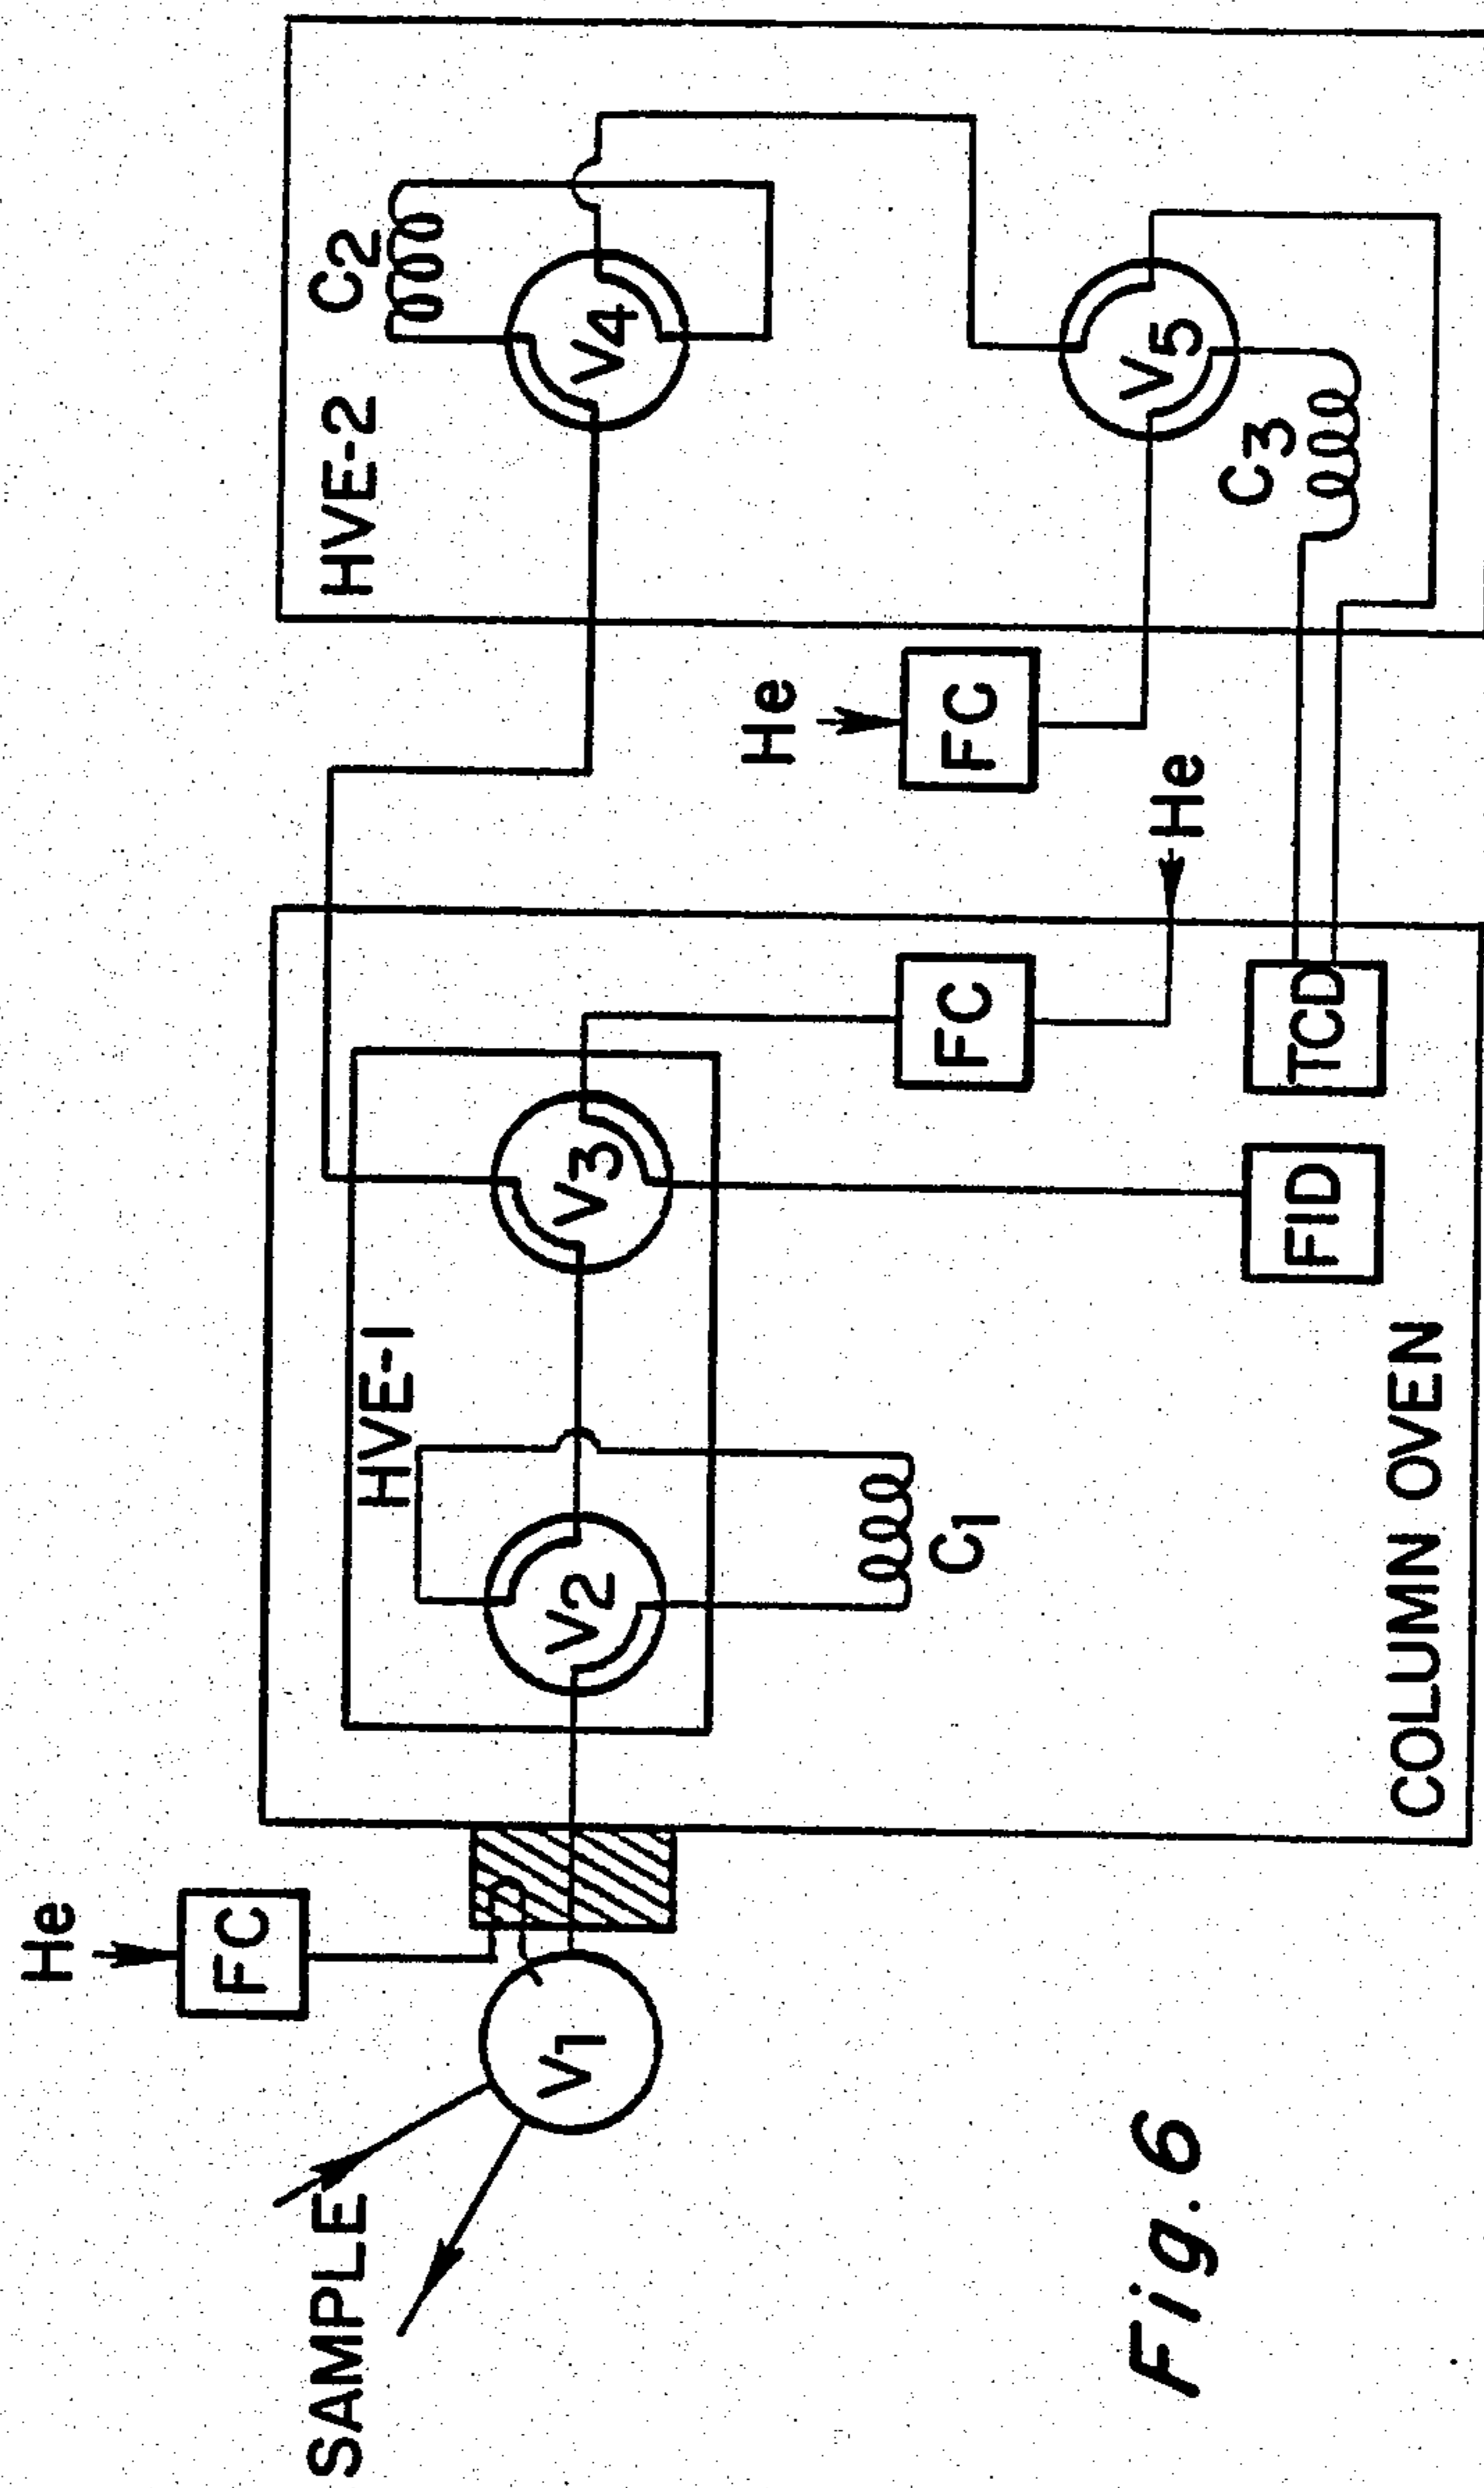 SAMPLE
He
FC
V1
HVE-1
V2
V3
C1
FC
He
FID
TCD
COLUMN OVEN
He
FC
HVE-2
C2
V4
V5
C3
Fig. 6